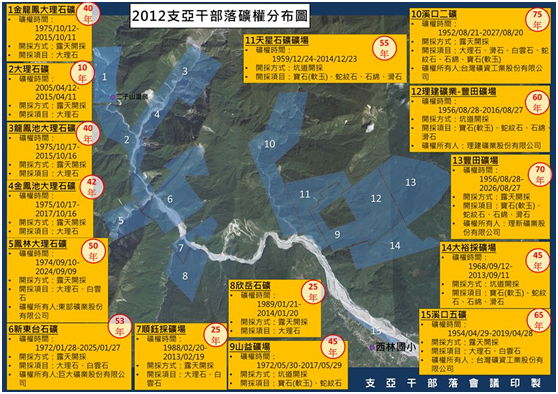 2012支亞干部落礦權分布圖
1金龍鳳大理石礦
40年
礦權時間：
1975/10/12-
2015/10/11
開採方式：露天開採
開採項目：大理石
2大理石礦
10年
礦權時間：
2005/04/12-
2015/04/11
開採方式：露天開採
開採項目：大理石
3龍鳳池大理石礦
40年
礦權時間：
1975/10/17-
2015/10/16
開採方式：露天開採
開採項目：大理石
4金鳳池大理石礦
42年
礦權時間：
1975/10/17-
2017/10/16
開採方式：露天開採
開採項目：大理石
5鳳林大理石礦
50年
礦權時間：
1974/09/10-
2024/09/09
開採方式：露天開採
開採項目：大理石、白雲石
礦權所有人:東部礦業股份有限公司
6新東台石礦
53年
礦權時間：
1972/01/28-2025/01/27
開採方式：露天開採
開採項目：大理石、白雲石
礦權所有人:巨大礦業股份有限公司
7順鈺採礦場
25年
礦權時間：
1988/02/20-
2013/02/19
開採方式：露天開採
開採項目：大理石、白雲石
8欣岳石礦
25年
礦權時間：
1989/01/21-
2014/01/20
開採方式：露天開採
開採項目：大理石
9山益礦場
45年
礦權時間：
1972/05/30-2017/05/29
開採方式：坑道開採
開採項目：寶石(軟玉)、蛇紋石
10溪口二礦
75年
礦權時間：
1952/08/21-2027/08/20
開採方式：露天開採
開採項目：大理石、滑石、白雲石、蛇紋石、石綿、寶石(軟玉)
礦權所有人:台灣礦資工業股份有限公司
11天星石礦礦場
55年
礦權時間：
1959/12/24-2014/12/23
開採方式：坑道開採
開採項目：寶石(軟玉)、蛇紋石、石綿、滑石
12理建礦業-豐田礦場
60年
礦權時間：
1956/08/28-2016/08/27
開採方式：坑道開採
開採項目：寶石(軟玉)、蛇紋石、石綿、滑石
礦權所有人：理建礦業股份有限公司
13豐田礦場
70年
礦權時間：
1956/08/28-
2026/08/27
開採方式：露天開採
開採項目：寶石(軟玉)、蛇紋石、石綿、滑石
礦權所有人：理新礦業股份有限公司
14大裕採礦場
45年
礦權時間：
1968/09/12-
2013/09/11
開採方式：坑道開採
開採項目：寶石(軟玉)、蛇紋石、石綿、滑石
15溪口五礦
65年
礦權時間：
1954/04/29-2019/04/28
開採方式：露天開採
開採項目：大理石、白雲石
礦權所有人：台灣礦資工業股份有限公司
1
二子山溫泉
2
3
4
5
6
7
8
9
10
11
12
13
14
15
西林國小
支亞干部落會議印製